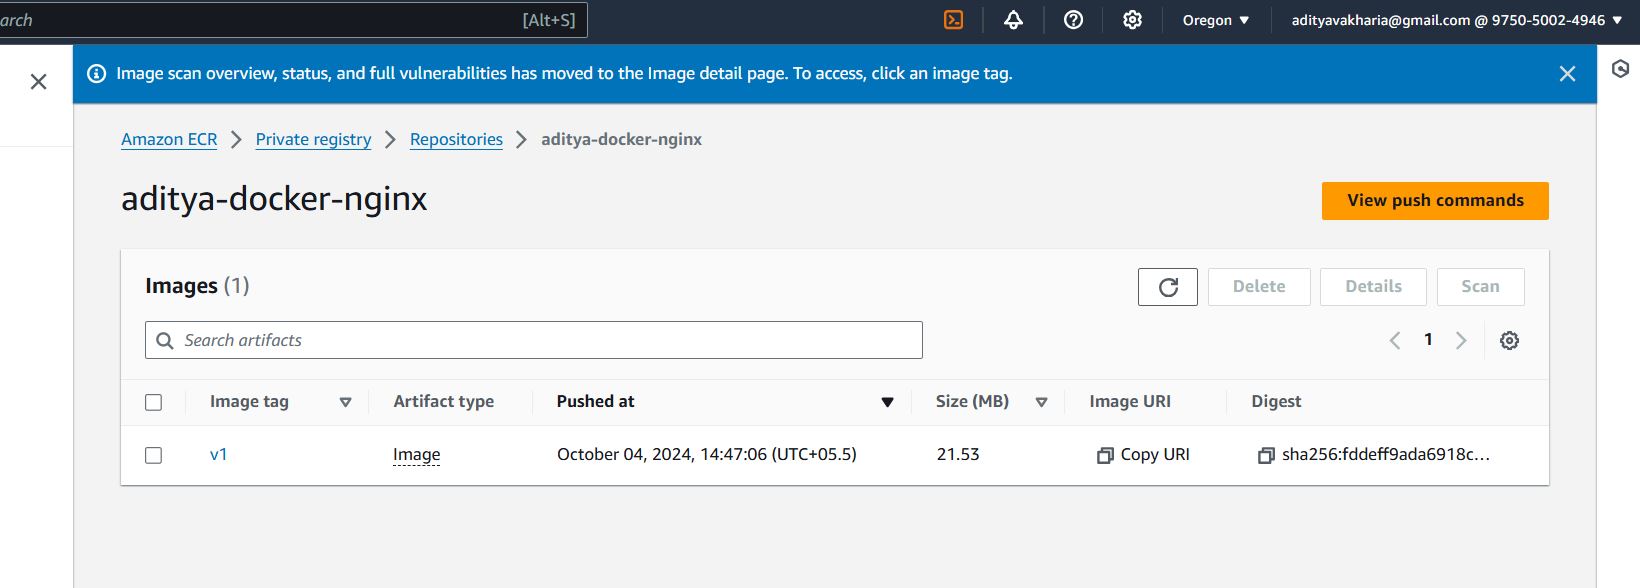 arch [Alt+S] Oregon adityavakharia@gmail.com @ 9750-5002-4946
Image scan overview, status, and full vulnerabilities has moved to the Image detail page. To access, click an image tag.
Amazon ECR Private registry Repositories aditya-docker-nginx
aditya-docker-nginx
View push commands
Images (1)
Delete Details Scan
Search artifacts
1
Image tag Artifact type Pushed at Size (MB) Image URI Digest
v1 Image October 04, 2024, 14:47:06 (UTC+05.5) 21.53 Copy URI sha256:fddeff9ada6918c...